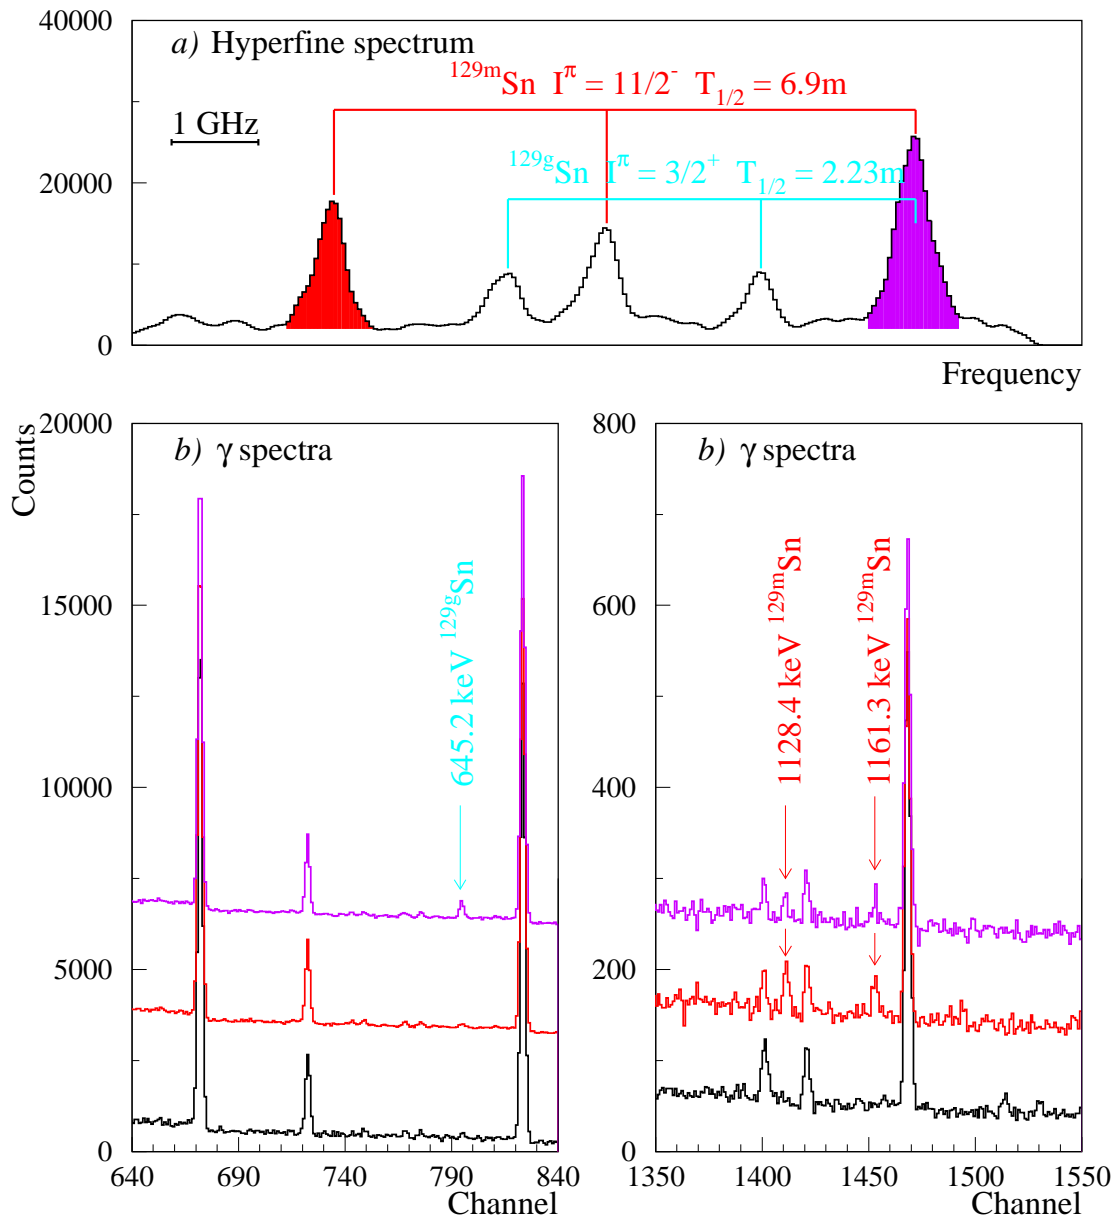 40000
a) Hyperfine spectrum
129mSn Iπ = 11/2- T1/2 = 6.9m
1 GHz
129gSn Iπ = 3/2+ T1/2 = 2.23m
20000
0
Frequency
Counts
20000
b) γ spectra
15000
645.2 keV 129gSn
10000
5000
0
640 690 740 790 840
Channel
800
b) γ spectra
1128.4 keV 129mSn
1161.3 keV 129mSn
600
400
200
0
1350 1400 1450 1500 1550
Channel